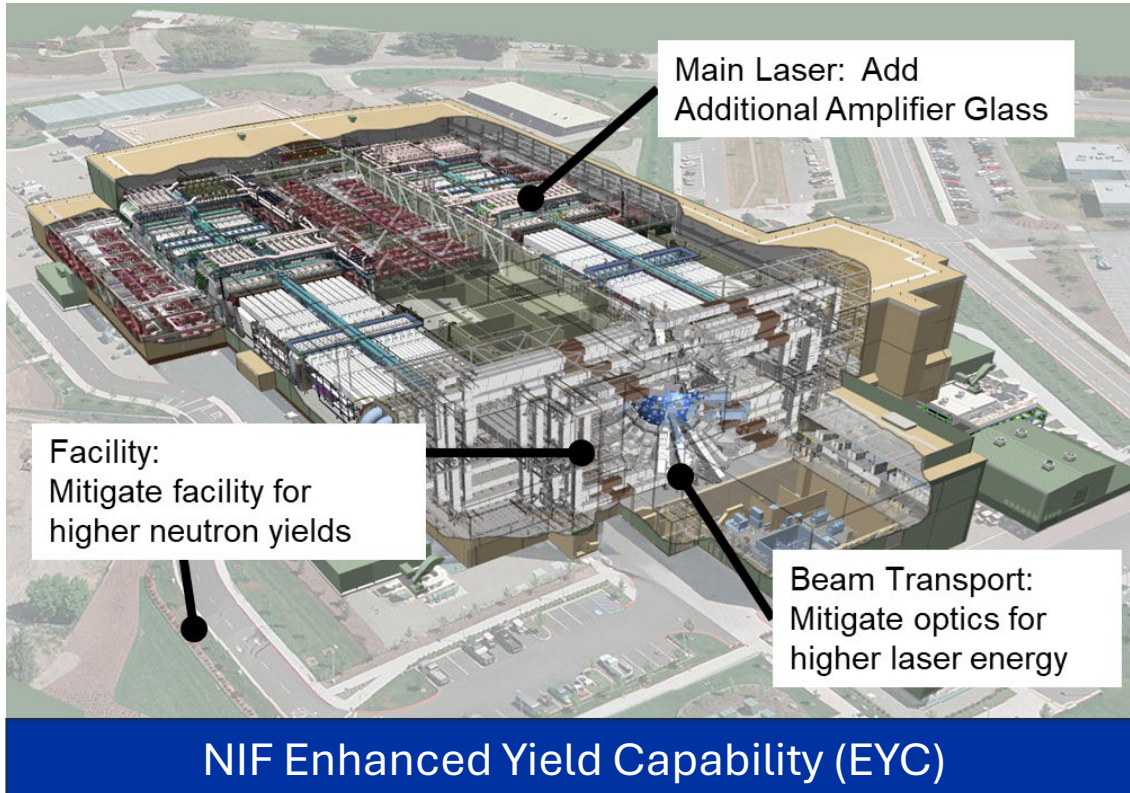 Main Laser: Add
Additional Amplifier Glass
Facility:
Mitigate facility for
higher neutron yields
Beam Transport:
Mitigate optics for
higher laser energy
NIF Enhanced Yield Capability (EYC)